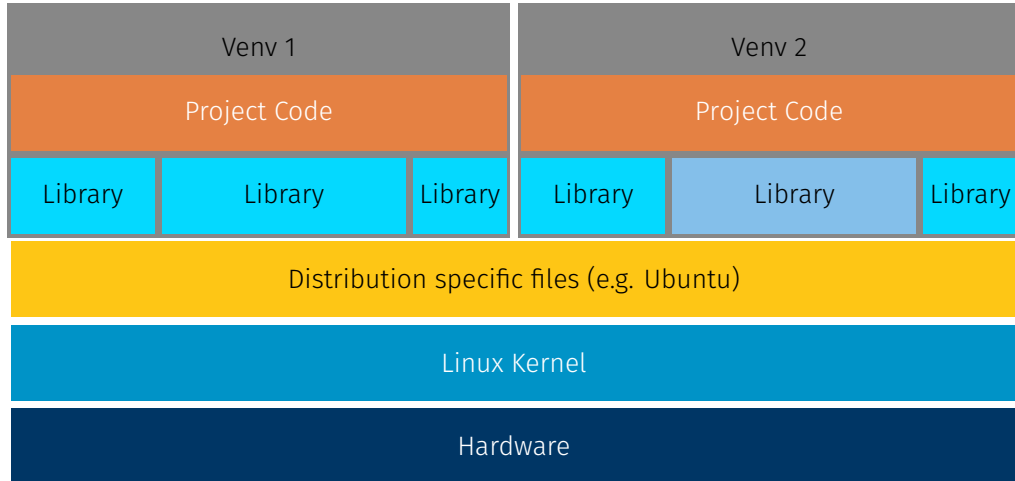 Venv 1
Venv 2
Project Code
Project Code
Library
Library
Library
Library
Library
Library
Distribution specific files (e.g. Ubuntu)
Linux Kernel
Hardware